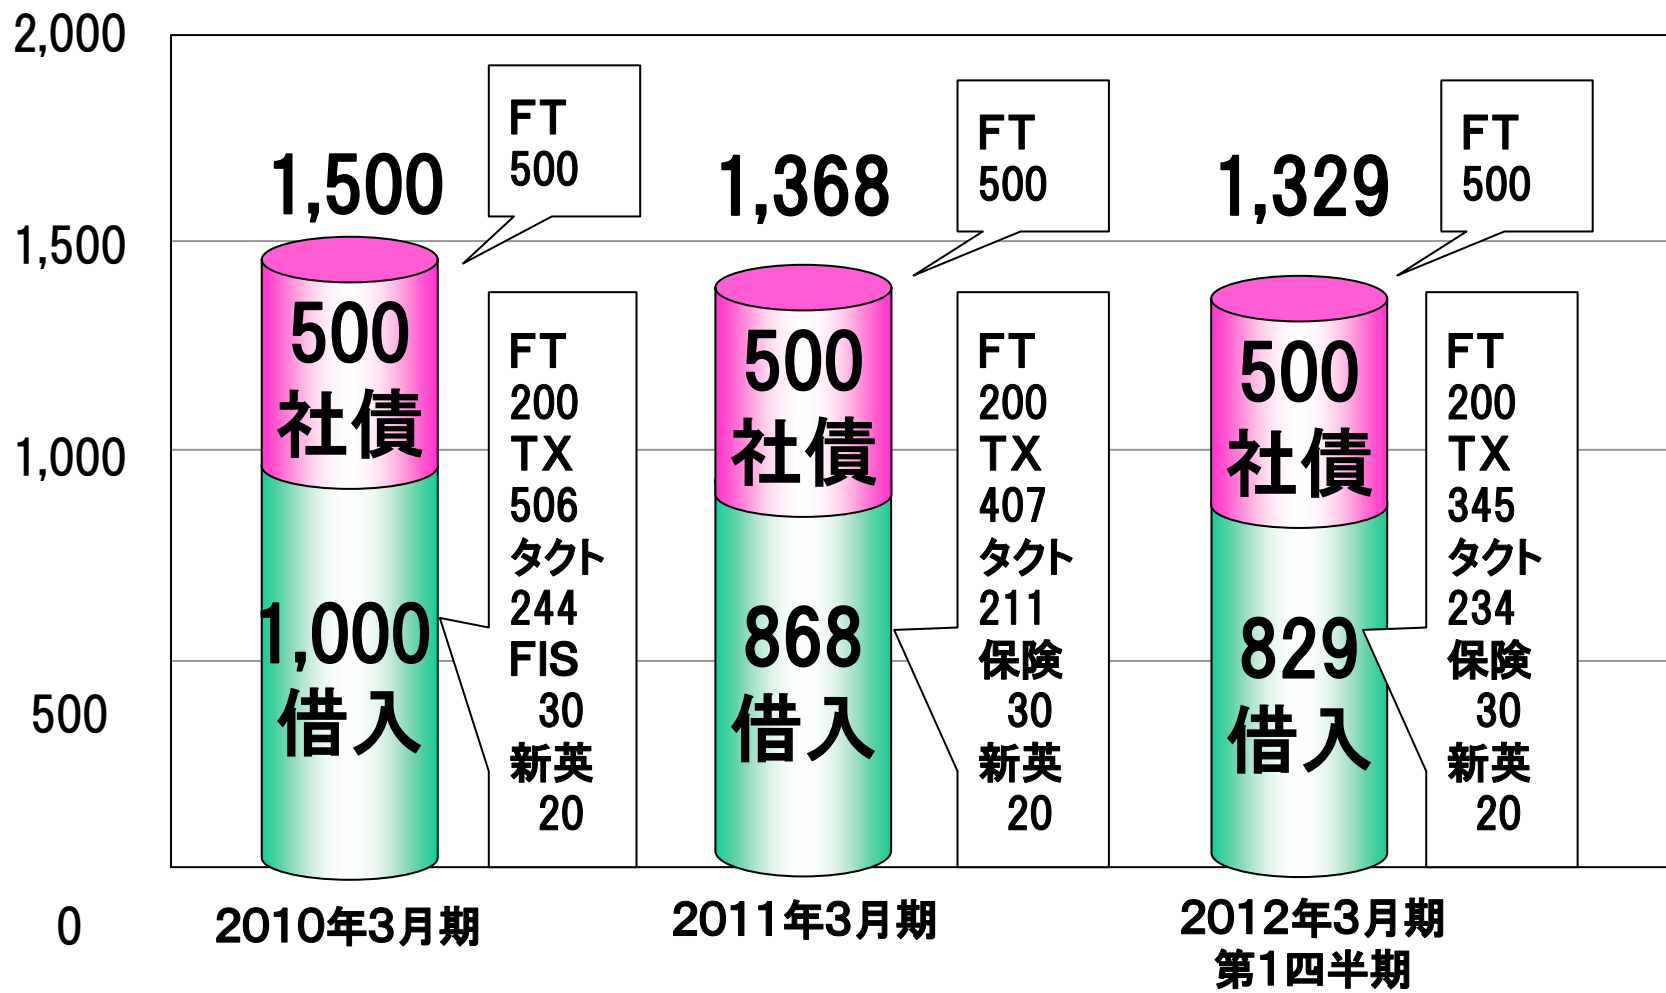 2,000
1,500
1,000
500
0
1,500
FT
500
500
社債
1,000
借入
FT
200
TX
506
タクト
244
FIS
30
新英
20
2010年3月期
1,368
FT
500
500
社債
868
借入
FT
200
TX
407
タクト
211
保険
30
新英
20
2011年3月期
1,329
FT
500
500
社債
829
借入
FT
200
TX
345
タクト
234
保険
30
新英
20
2012年3月期
第1四半期